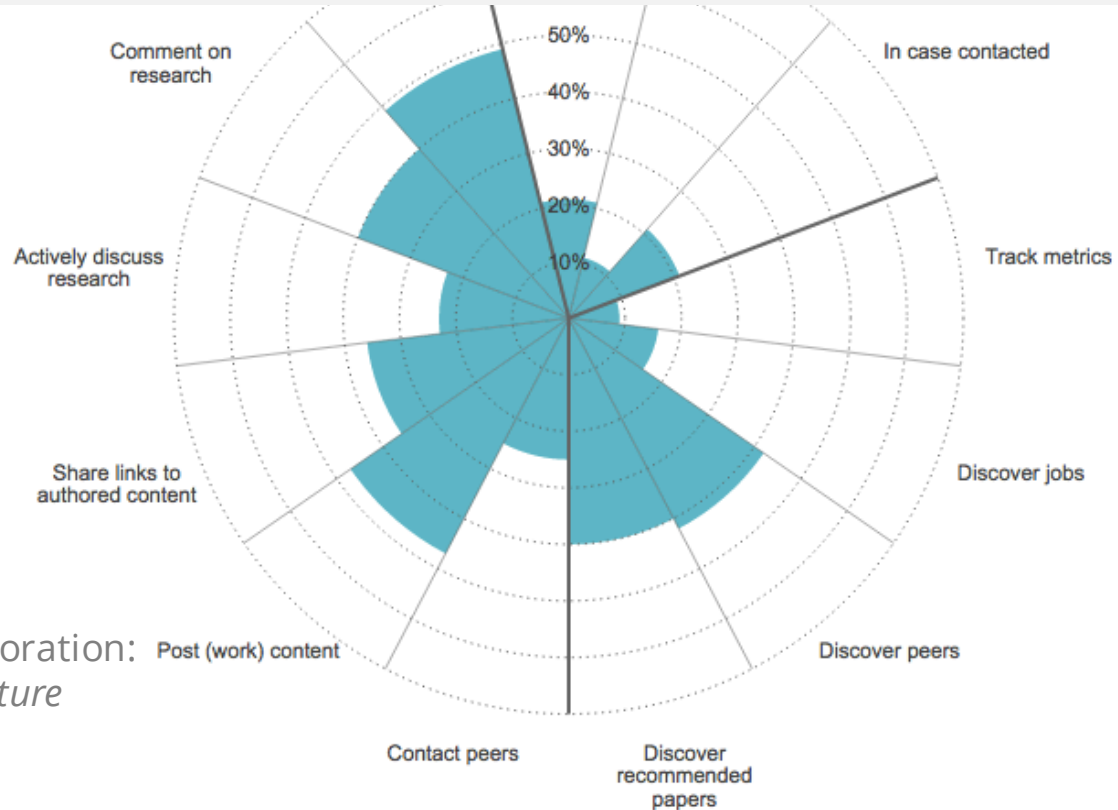 50%
Comment on
research
In case contacted
40%
30%
20%
Actively discuss
research
Track metrics
10%
Share links to
authored content
Discover jobs
oration:
Post (work) content
Discover peers
ture
Contact peers
Discover
recommended
papers